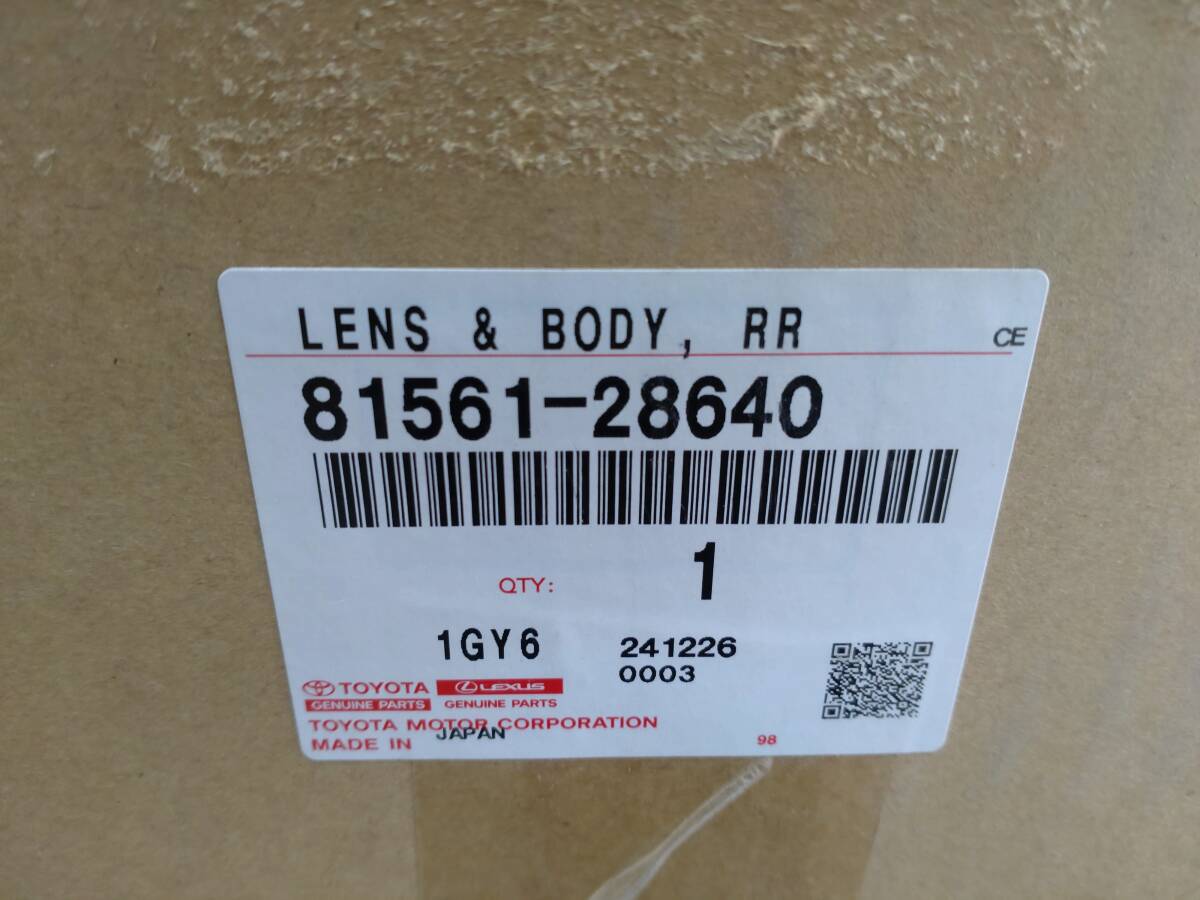 LENS & BODY, RR
CE
81561-28640
QTY: 1
1GY6
241226
0003
TOYOTA LEXUS
GENUINE PARTS GENUINE PARTS
TOYOTA MOTOR CORPORATION
MADE IN JAPAN
98